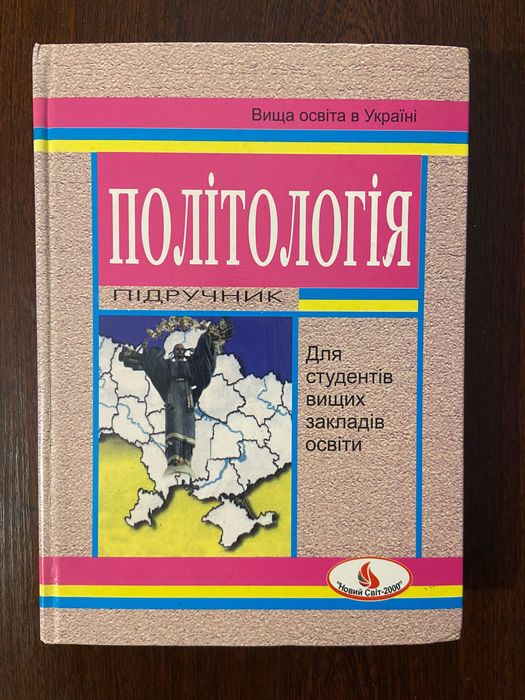 Вища освіта в Україні
ПОЛІТОЛОГІЯ
ПІДРУЧНИК
Для
студентів
вищих
закладів
освіти
"Новий Світ-2000"